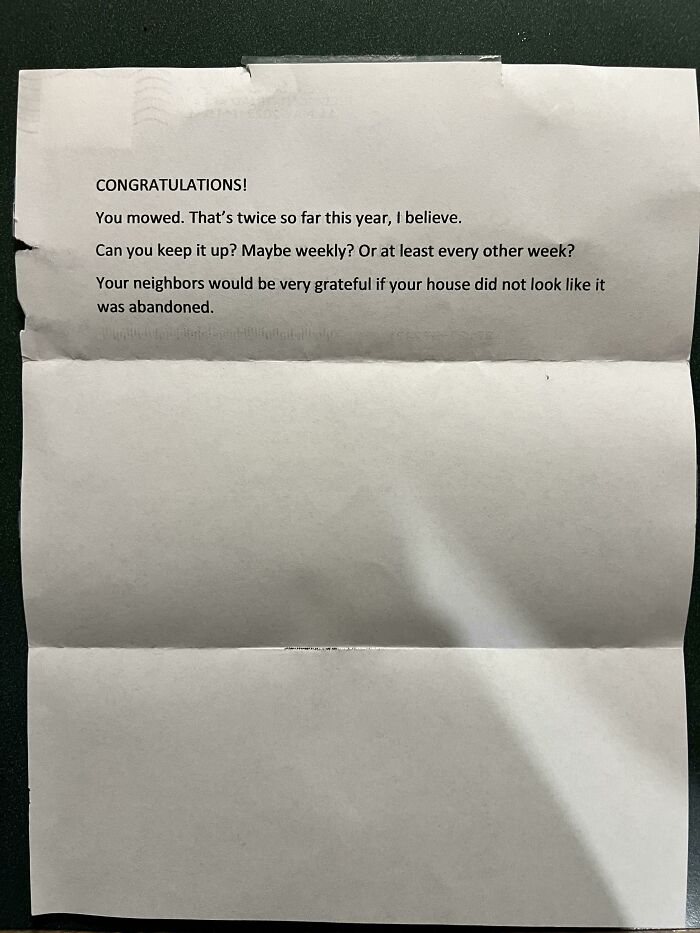 CONGRATULATIONS!
You mowed. That's twice so far this year, I believe.
Can you keep it up? Maybe weekly? Or at least every other week?
Your neighbors would be very grateful if your house did not look like it
was abandoned.